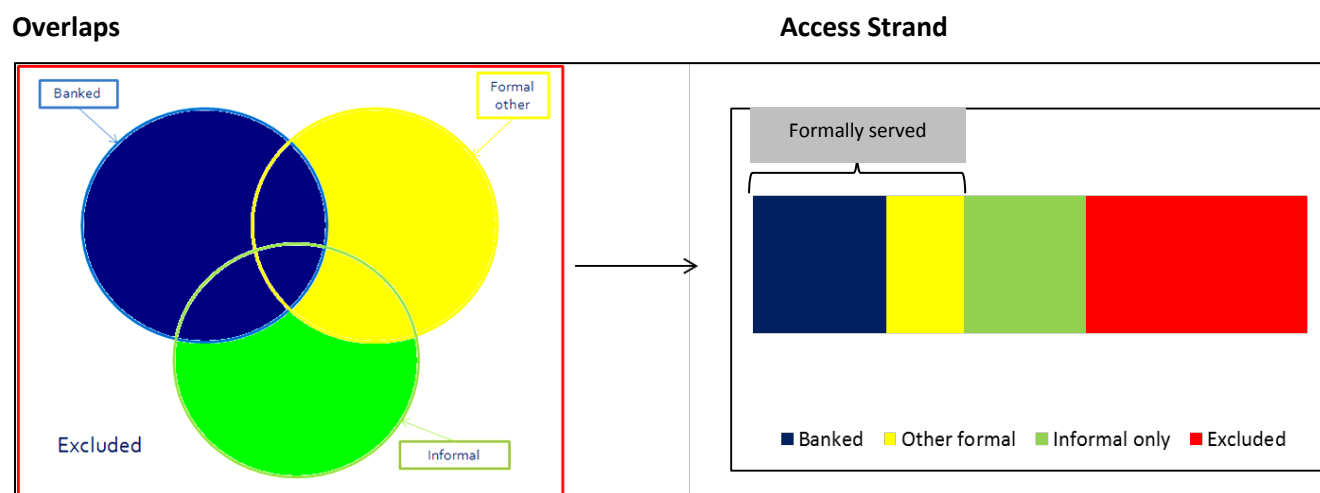 Overlaps
Access Strand
Banked
Formal
other
Formally served
Excluded
Informal
Banked Other formal Informal only Excluded